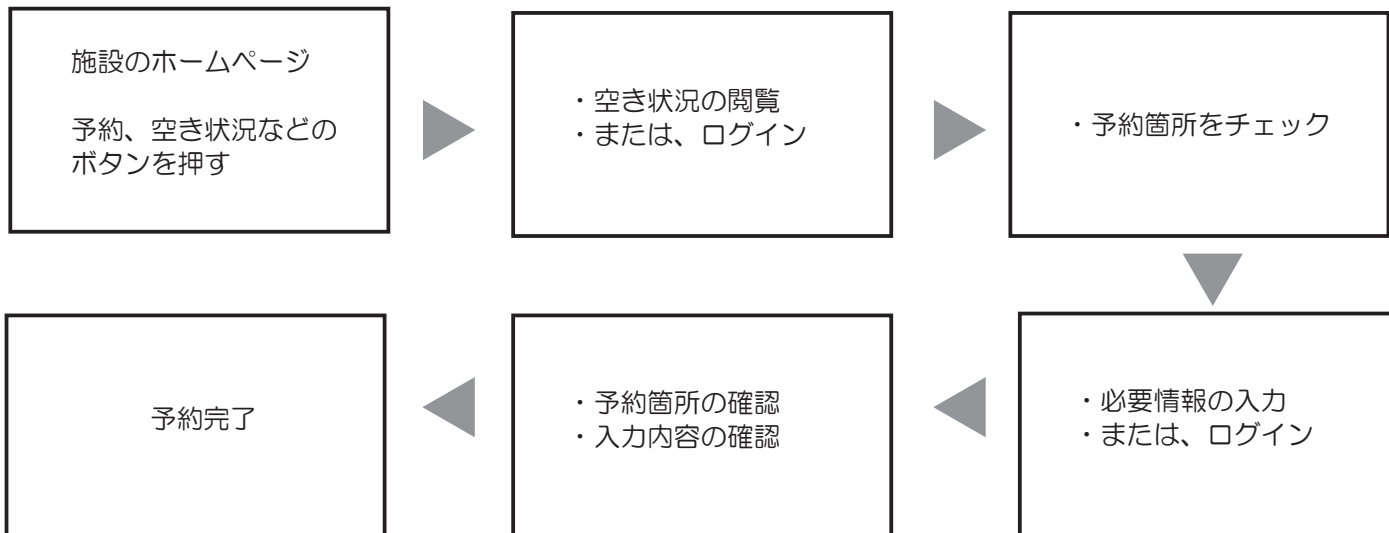 施設のホームページ
予約、空き状況などの
ボタンを押す
・空き状況の閲覧
・または、ログイン
・予約箇所をチェック
・必要情報の入力
・または、ログイン
・予約箇所の確認
・入力内容の確認
予約完了